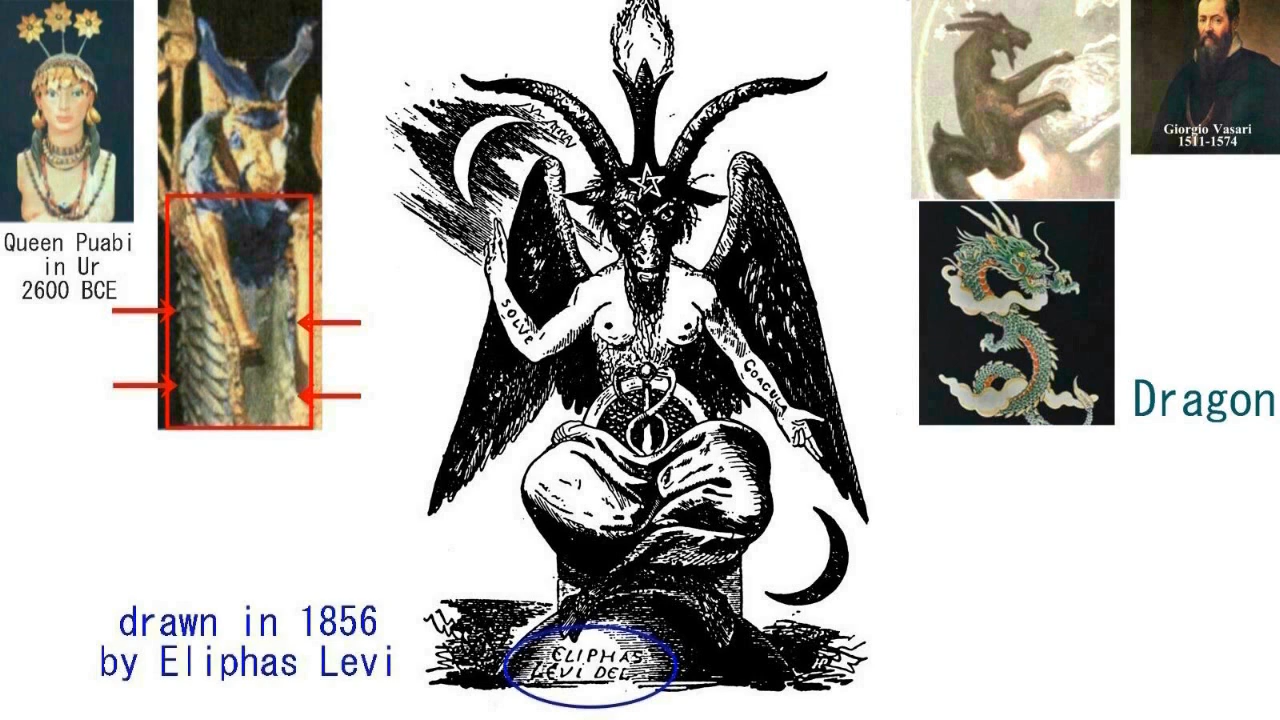 Queen Puabi
in Ur
2600 BCE
SOLVE
COAGUL
Giorgio Vasari
1511-1574
Dragon
drawn in 1856
by Eliphas Levi
ELIPHAS
LEVI DEL